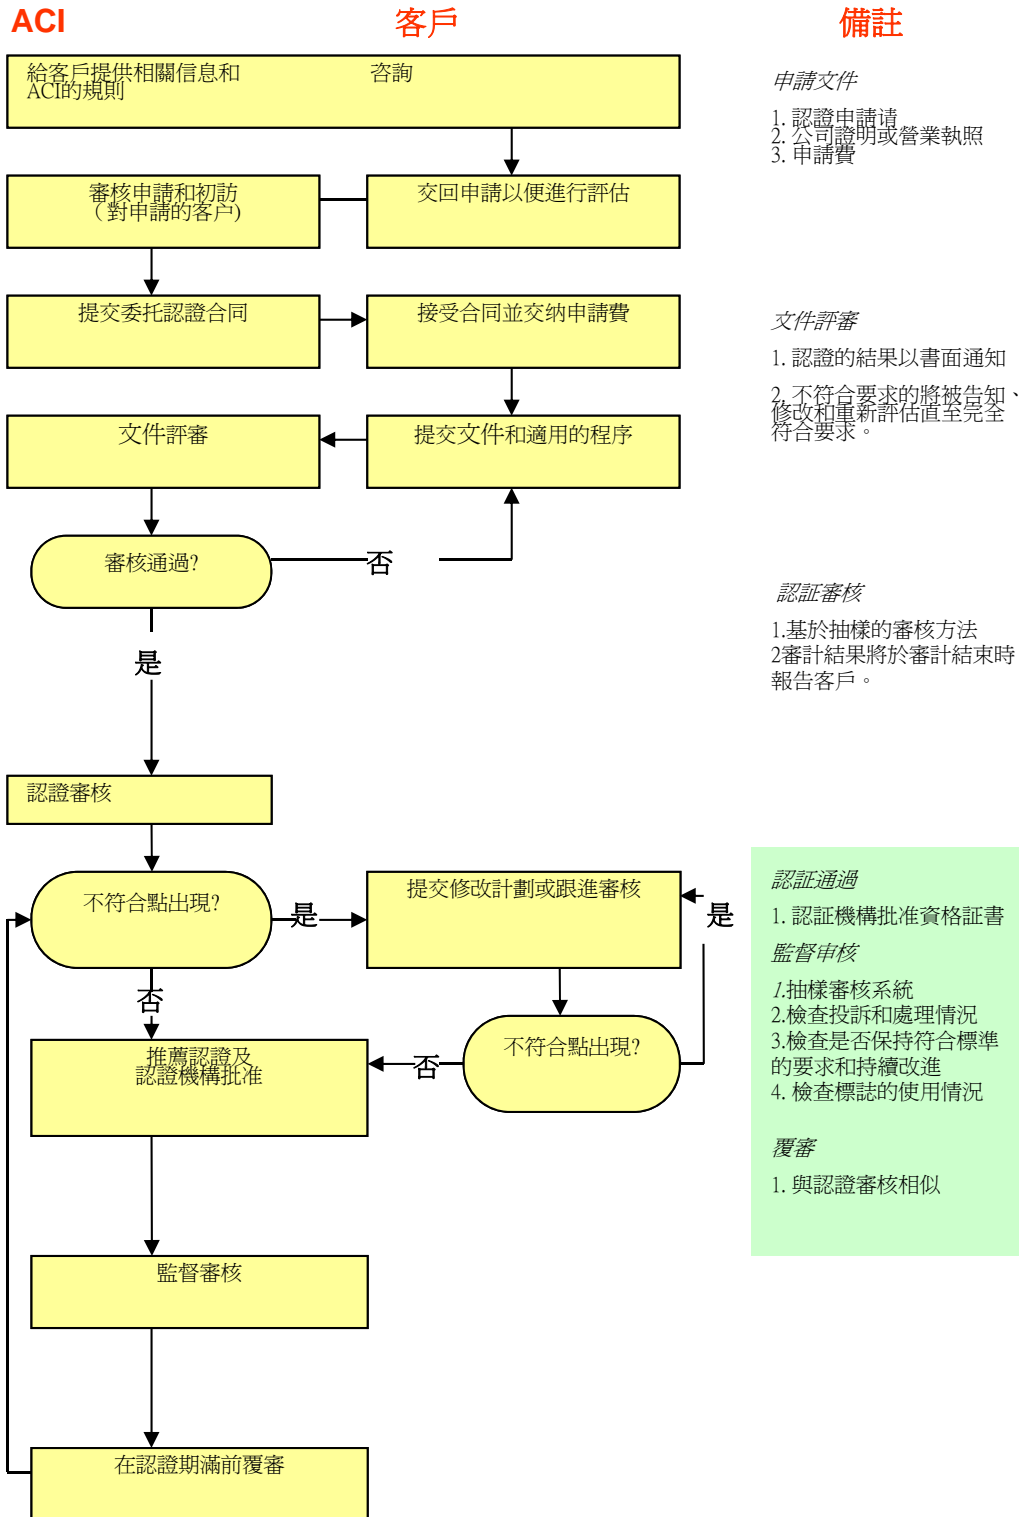 ACI 客戶 備註
給客戶提供相關信息和 咨詢
ACI的規則
申請文件
1. 認證申請请
2. 公司證明或營業執照
3. 申請費
審核申請和初訪
（對申請的客户)
交回申請以便進行評估
提交委托認證合同
接受合同並交纳申請費
文件評審
1. 認證的結果以書面通知
2. 不符合要求的將被告知、
修改和重新評估直至完全
符合要求。
文件評審
提交文件和適用的程序
審核通過?
否
認証審核
1.基於抽樣的審核方法
2審計結果將於審計結束時
報告客戶。
是
認證審核
不符合點出現?
是
提交修改計劃或跟進審核
是
認証通過
1. 認証機構批准資格証書
監督审核
1.抽樣審核系統
2.檢查投訴和處理情況
3.檢查是否保持符合標準
的要求和持續改進
4. 檢查標誌的使用情況
覆審
1. 與認證審核相似
否
推薦認證及
認證機構批准
否
不符合點出現?
監督審核
在認證期滿前覆審